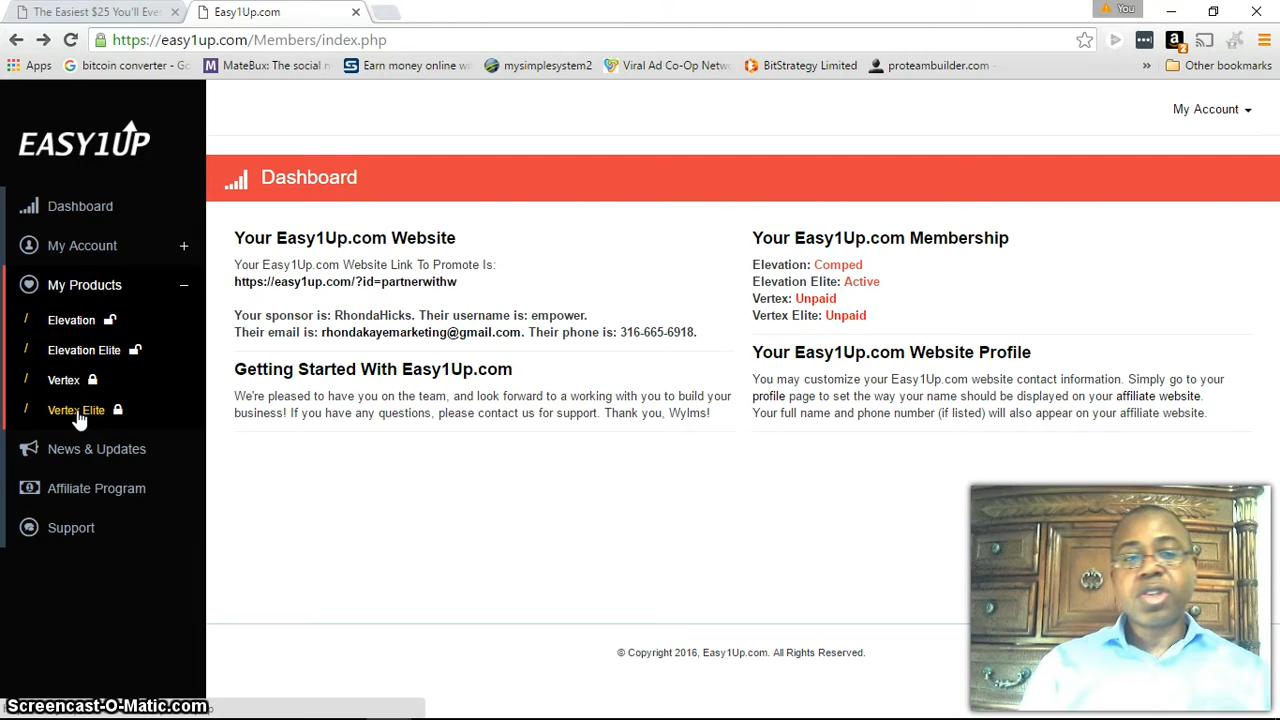 The Easiest $25 You'll Eve
Easy1Up.com
You
https://easy1up.com/Members/index.php
Apps
bitcoin converter - Go
MateBux: The social n
Earn money online w
mysimplesystem2
Viral Ad Co-Op Netw
BitStrategy Limited
proteambuilder.com
Other bookmarks
My Account
EASY1UP
Dashboard
Dashboard
My Account
My Products
Elevation
Elevation Elite
Vertex
Vertex Elite
News & Updates
Affiliate Program
Support
Your Easy1Up.com Website
Your Easy1Up.com Website Link To Promote Is:
https://easy1up.com/?id=partnerwithw
Your sponsor is: RhondaHicks. Their username is: empower.
Their email is: rhondakayemarketing@gmail.com. Their phone is: 316-665-6918.
Getting Started With Easy1Up.com
We're pleased to have you on the team, and look forward to a working with you to build your
business! If you have any questions, please contact us for support. Thank you, Wylms!
Your Easy1Up.com Membership
Elevation: Comped
Elevation Elite: Active
Vertex: Unpaid
Vertex Elite: Unpaid
Your Easy1Up.com Website Profile
You may customize your Easy1Up.com website contact information. Simply go to your
profile page to set the way your name should be displayed on your affiliate website.
Your full name and phone number (if listed) will also appear on your affiliate website.
© Copyright 2016, Easy1Up.com. All Rights Reserved.
Screencast-O-Matic.com